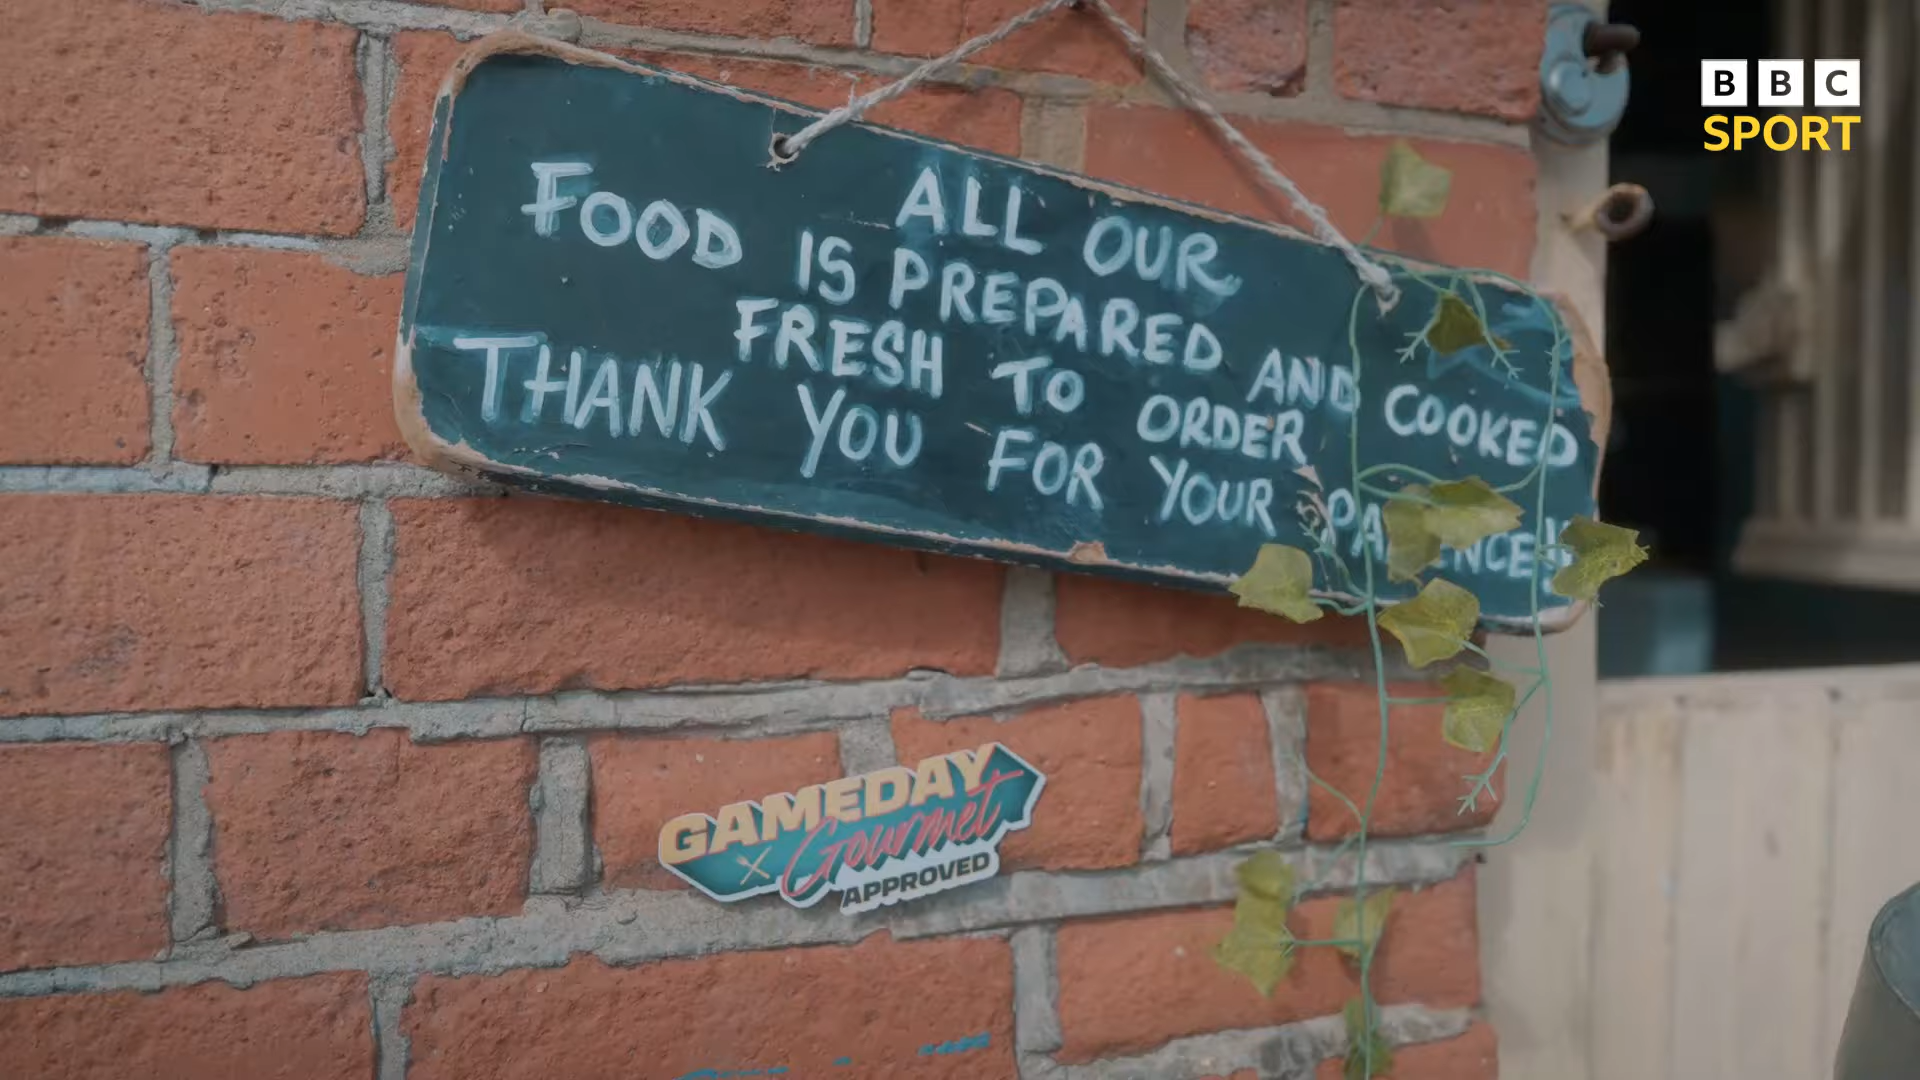 BBC
SPORT
ALL OUR
FOOD IS PREPARED AND COOKED
FRESH TO ORDER
THANK YOU FOR YOUR
GAMEDAY
Gourmet
APPROVED